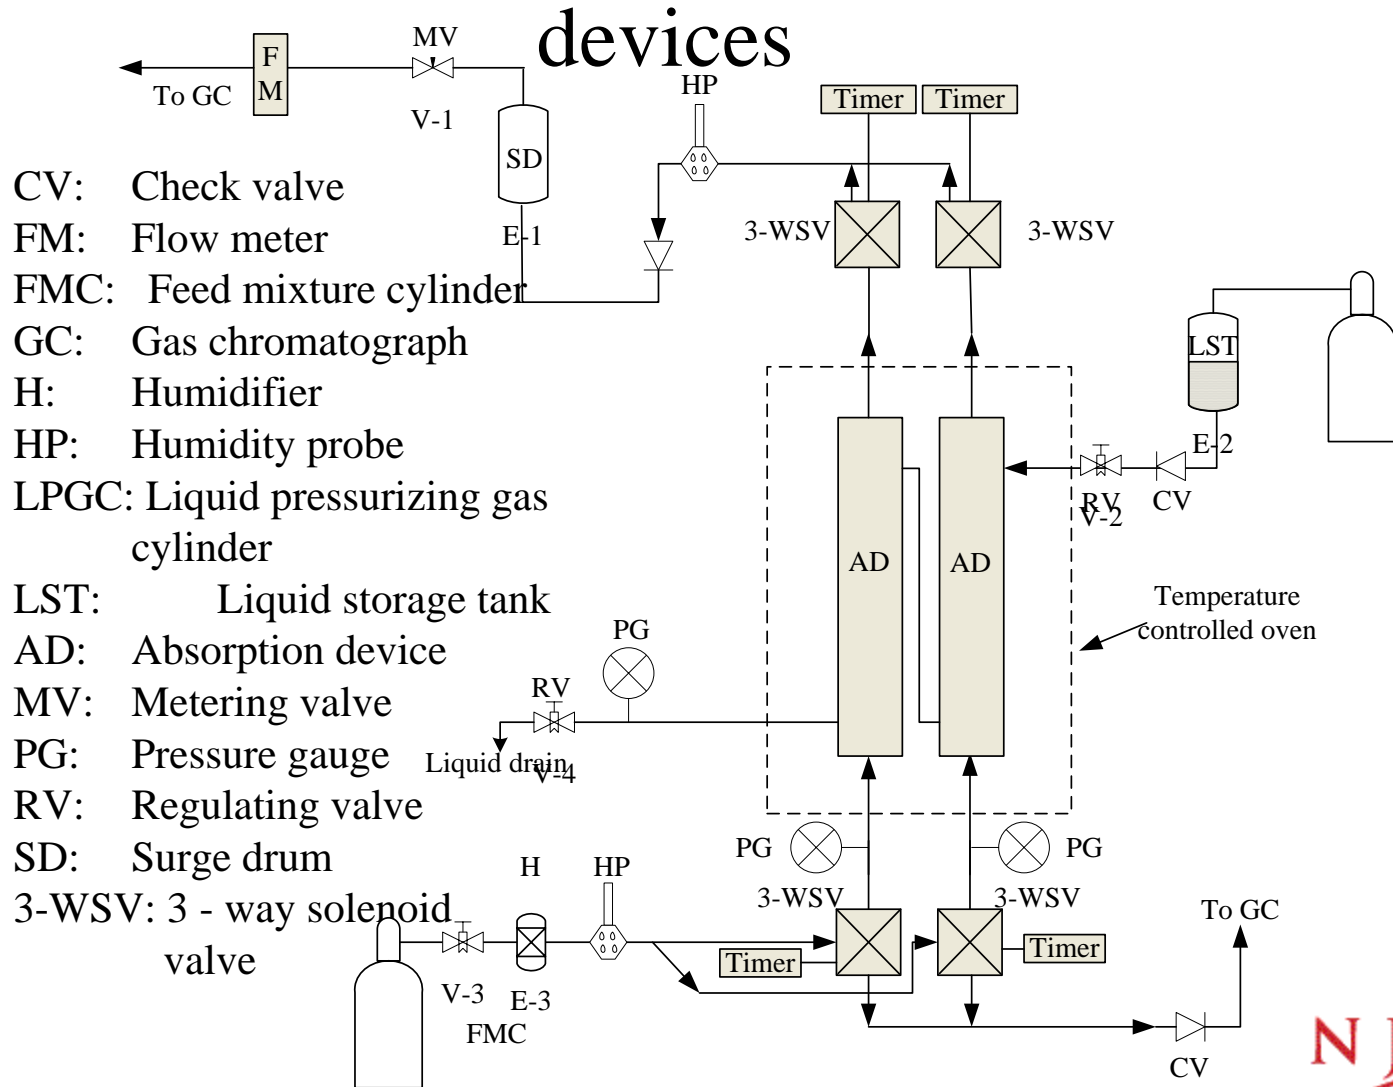 devices
MV
F
M
To GC
V-1
SD
E-1
HP
Timer
Timer
3-WSV
3-WSV
CV: Check valve
FM: Flow meter
FMC: Feed mixture cylinder
GC: Gas chromatograph
H: Humidifier
HP: Humidity probe
LPGC: Liquid pressurizing gas
cylinder
LST: Liquid storage tank
AD: Absorption device
MV: Metering valve
PG: Pressure gauge
RV: Regulating valve
SD: Surge drum
3-WSV: 3 - way solenoid
valve
LST
E-2
RV
V-2
CV
AD
AD
Temperature
controlled oven
PG
RV
Liquid drain
V-4
PG
PG
3-WSV
3-WSV
H
HP
Timer
Timer
To GC
V-3
E-3
FMC
CV
N J